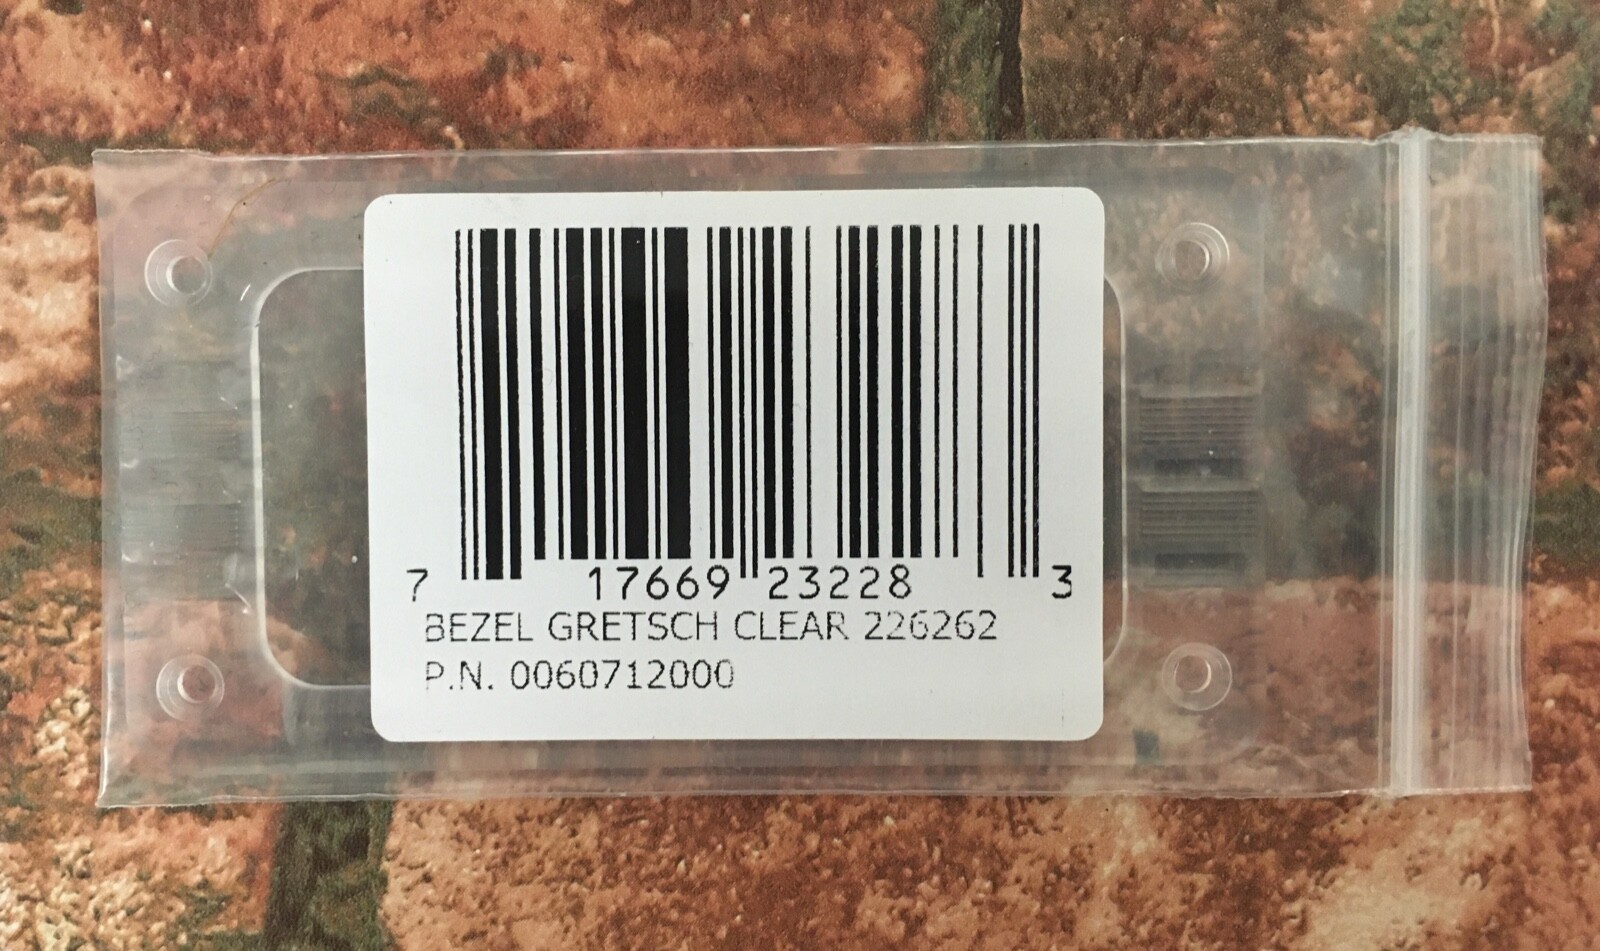 7 17669 23228 3
BEZEL GRETSCH CLEAR 226262
P.N. 0060712000